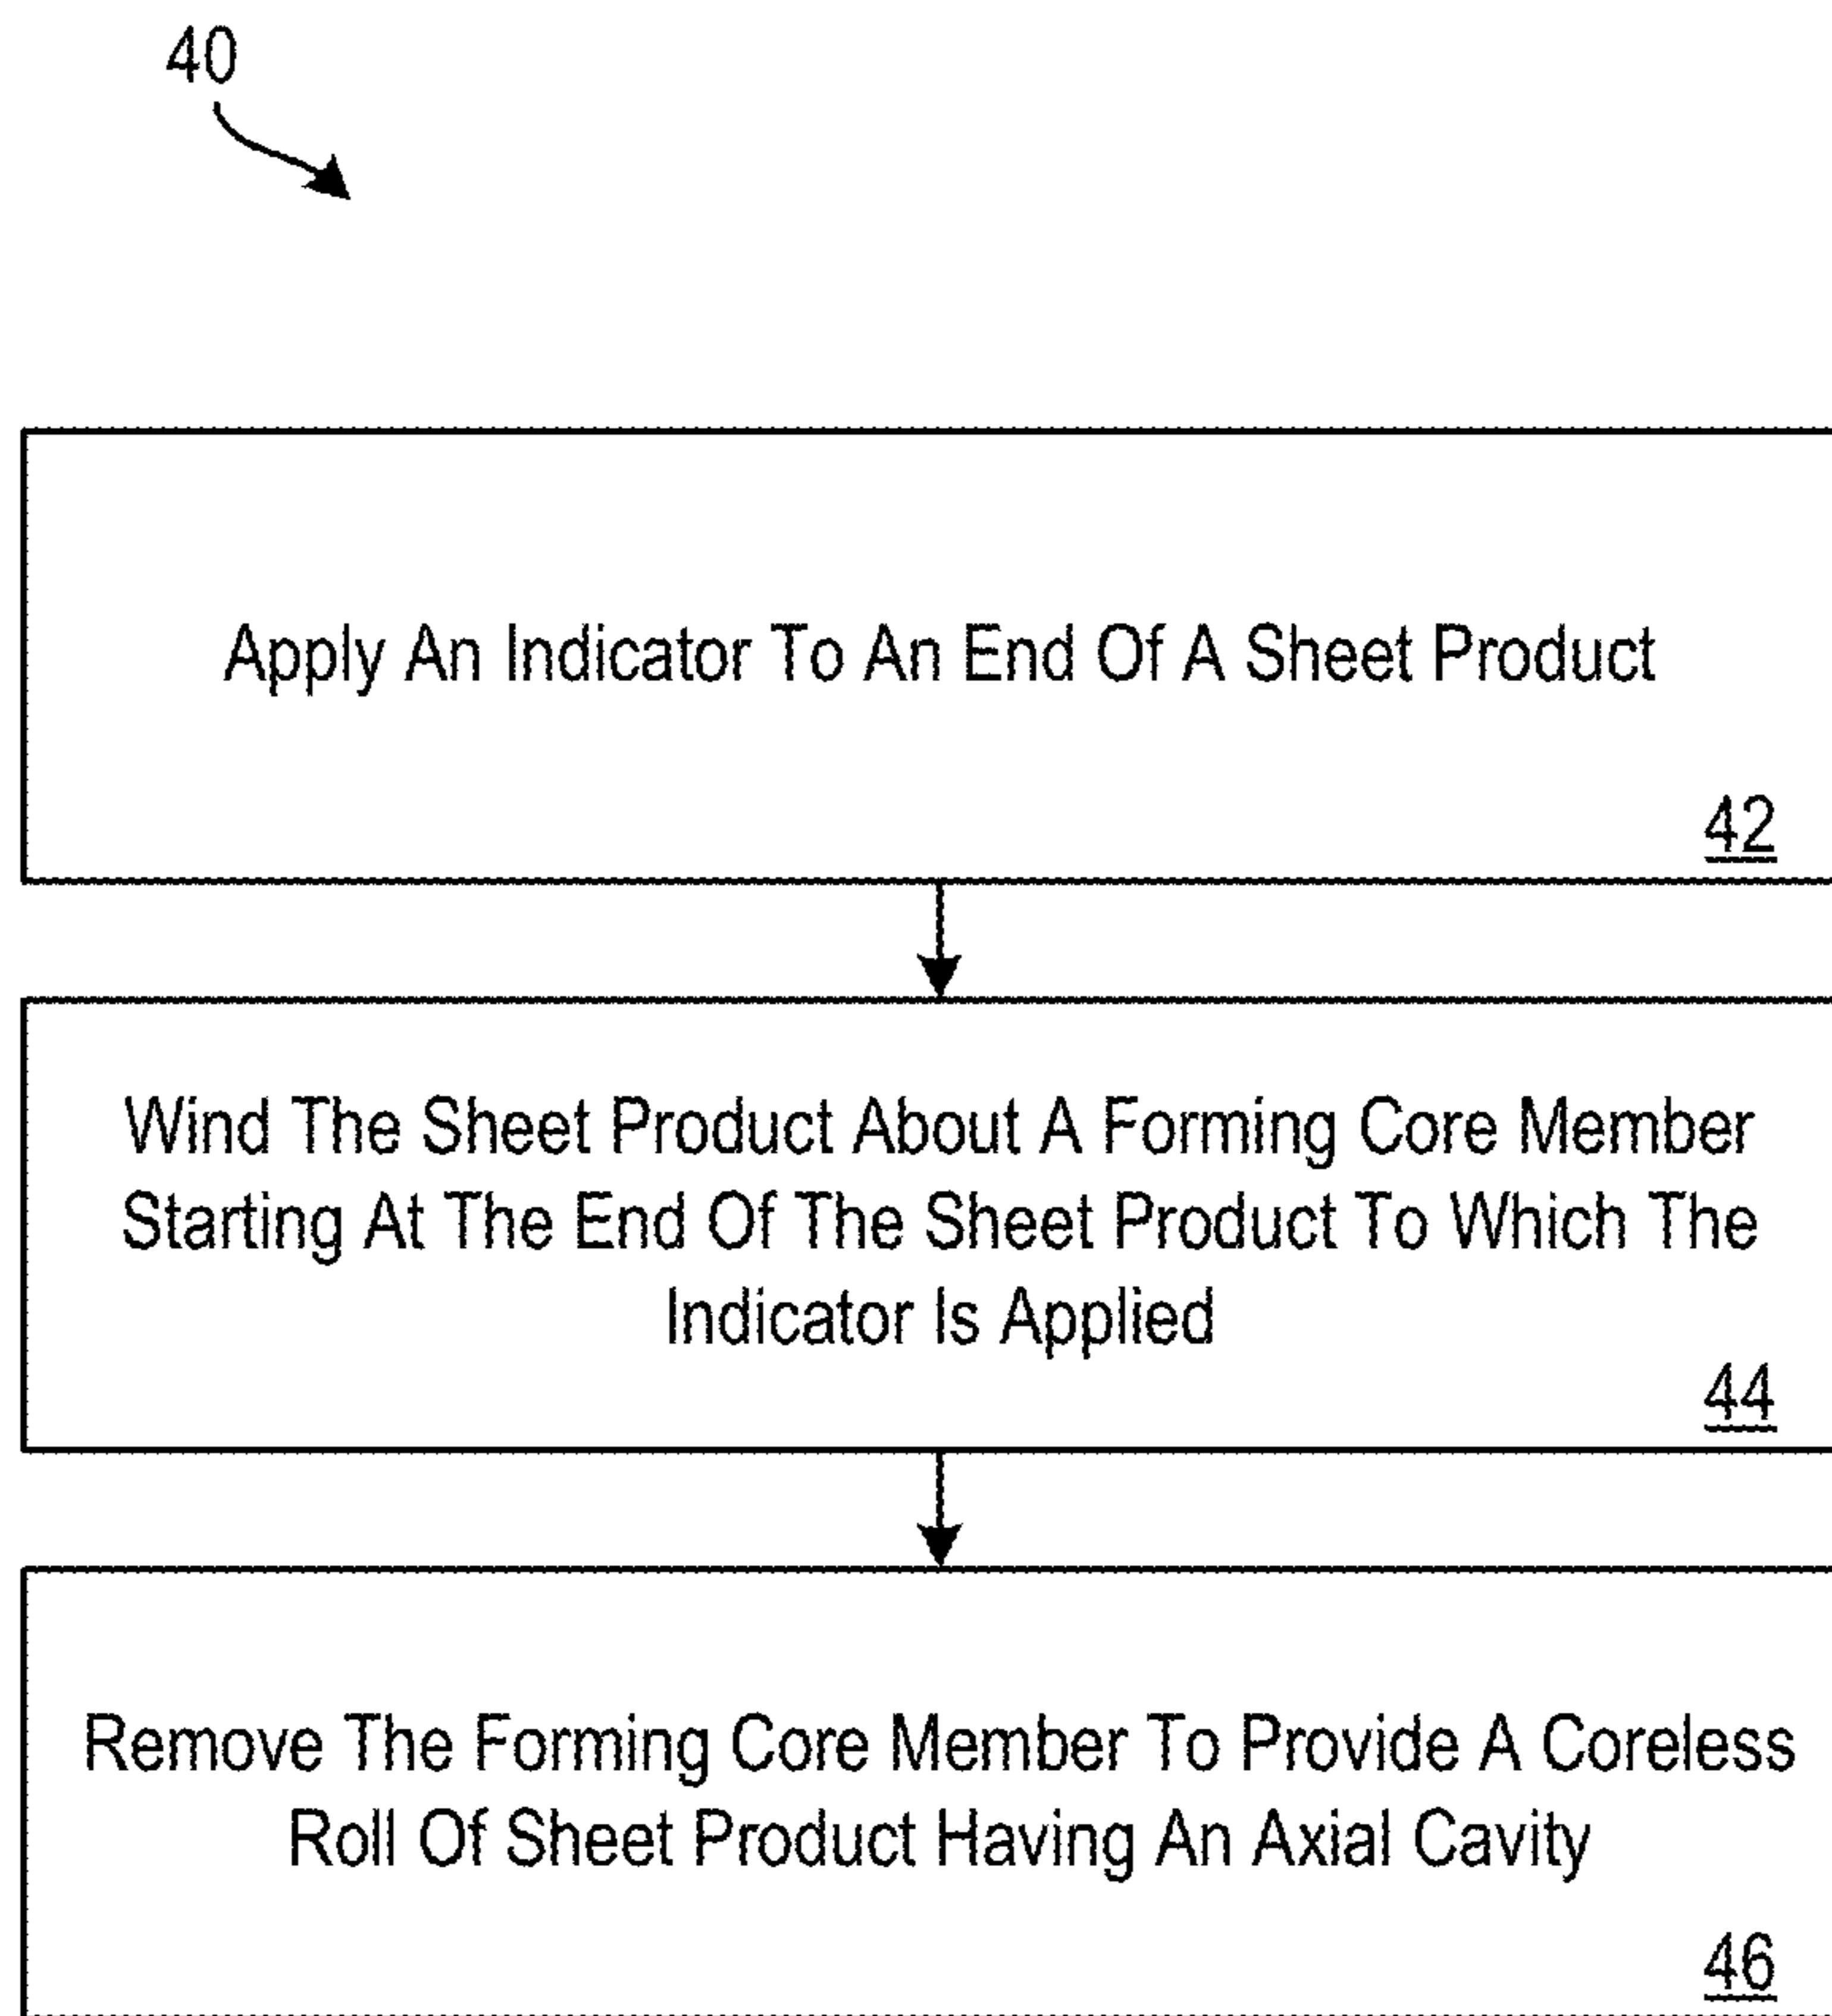 40
Apply An Indicator To An End Of A Sheet Product
42
Wind The Sheet Product About A Forming Core Member
Starting At The End Of The Sheet Product To Which The
Indicator Is Applied
44
Remove The Forming Core Member To Provide A Coreless
Roll Of Sheet Product Having An Axial Cavity
46